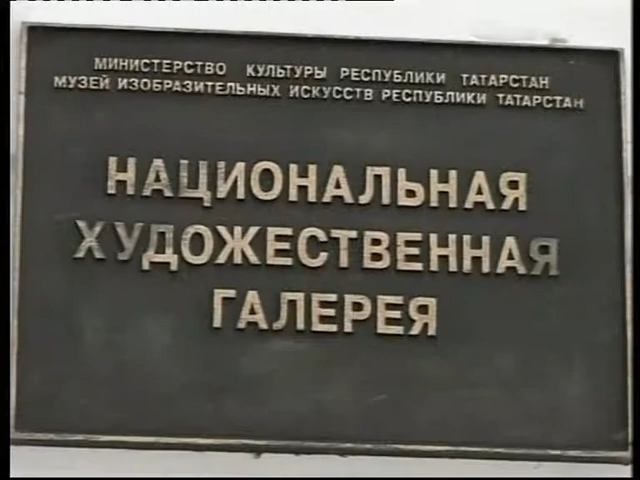 МИНИСТЕРСТВО КУЛЬТУРЫ РЕСПУБЛИКИ ТАТАРСТАН
МУЗЕЙ ИЗОБРАЗИТЕЛЬНЫХ ИСКУССТВ РЕСПУБЛИКИ ТАТАРСТАН
НАЦИОНАЛЬНАЯ
ХУДОЖЕСТВЕННАЯ
ГАЛЕРЕЯ